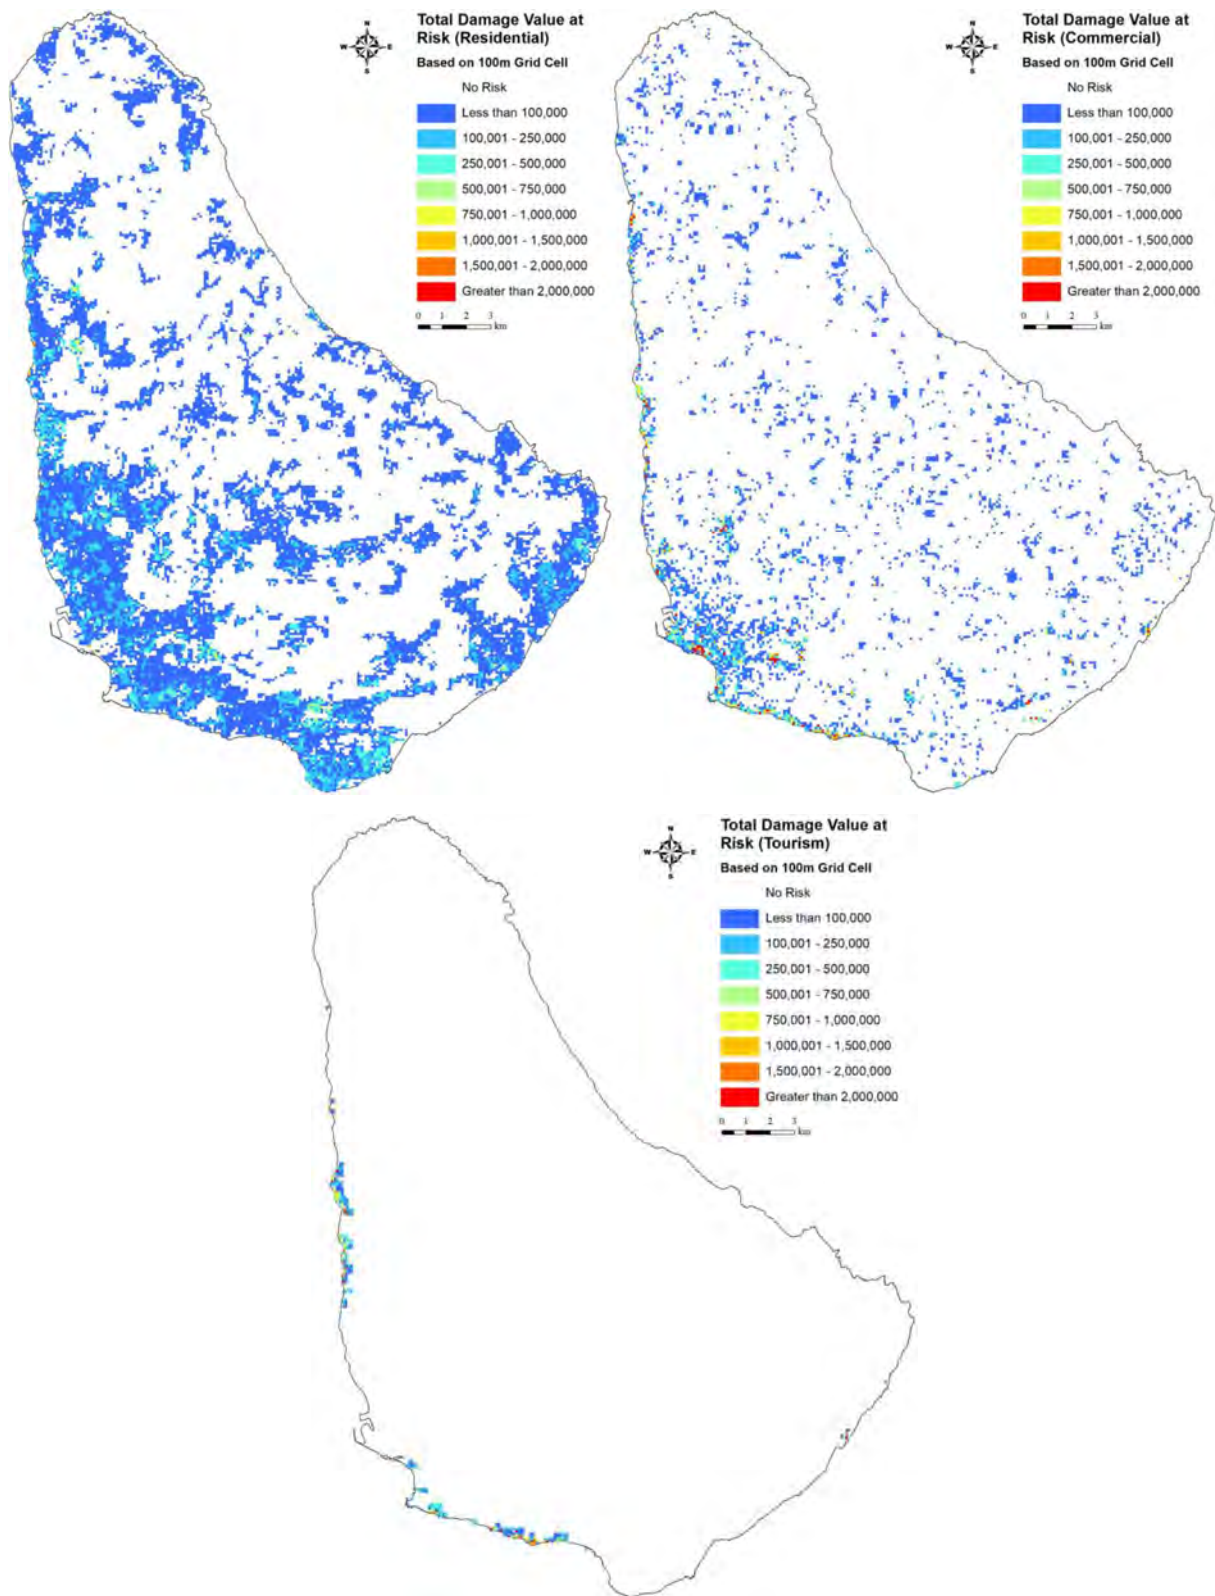 N
W E
S
Total Damage Value at
Risk (Residential)
Based on 100m Grid Cell
No Risk
Less than 100,000
100,001 - 250,000
250,001 - 500,000
500,001 - 750,000
750,001 - 1,000,000
1,000,001 - 1,500,000
1,500,001 - 2,000,000
Greater than 2,000,000
0 1 2 3
km
N
W E
S
Total Damage Value at
Risk (Commercial)
Based on 100m Grid Cell
No Risk
Less than 100,000
100,001 - 250,000
250,001 - 500,000
500,001 - 750,000
750,001 - 1,000,000
1,000,001 - 1,500,000
1,500,001 - 2,000,000
Greater than 2,000,000
0 1 2 3
km
N
W E
S
Total Damage Value at
Risk (Tourism)
Based on 100m Grid Cell
No Risk
Less than 100,000
100,001 - 250,000
250,001 - 500,000
500,001 - 750,000
750,001 - 1,000,000
1,000,001 - 1,500,000
1,500,001 - 2,000,000
Greater than 2,000,000
0 1 2 3
km